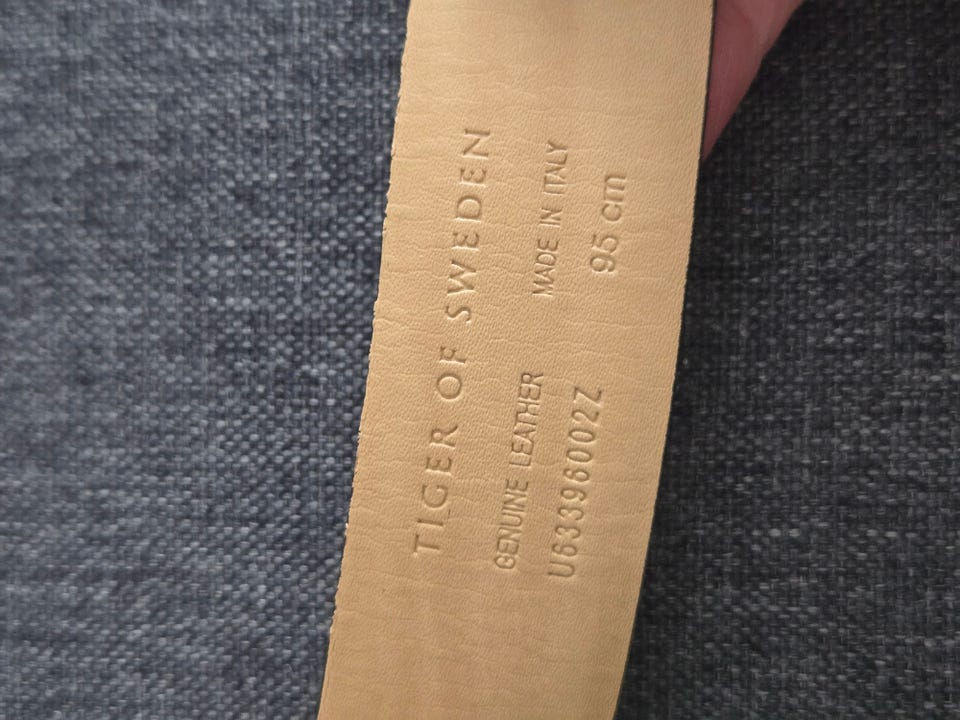 TIGER OF SWEDEN
GENUINE LEATHER MADE IN ITALY
U63396002Z 95 cm